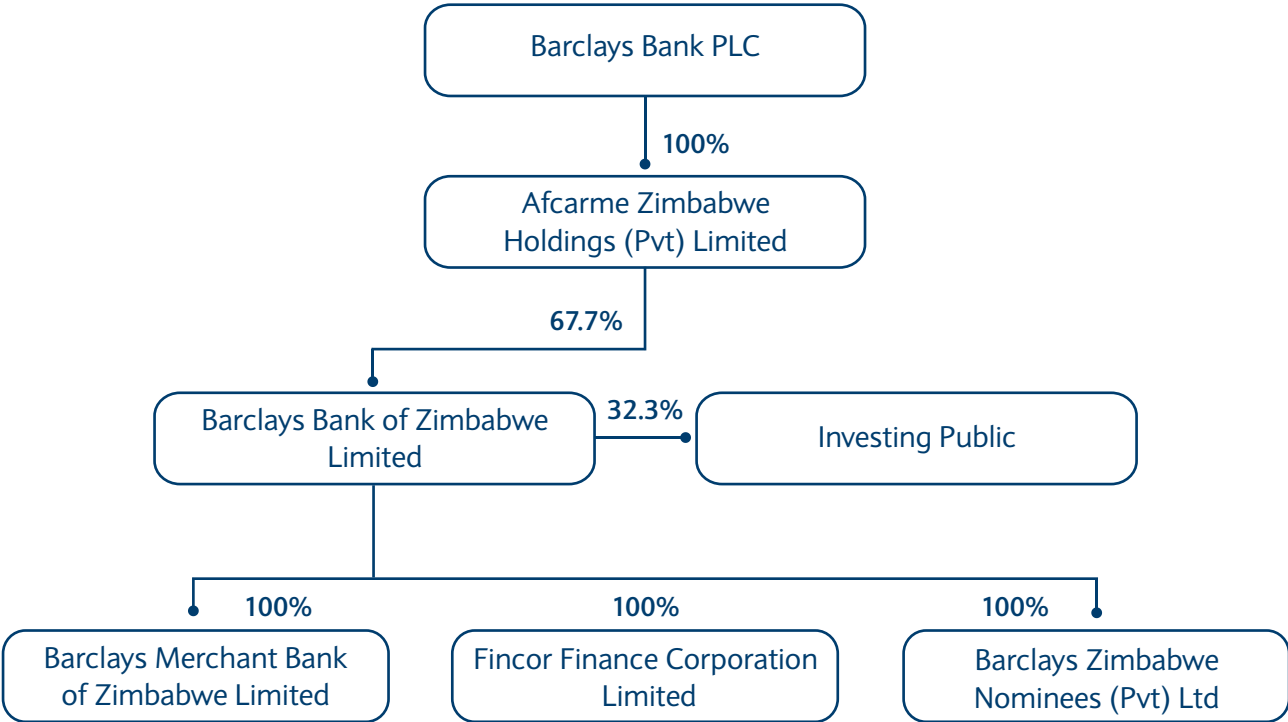 Barclays Bank PLC
100%
Afcarme Zimbabwe
Holdings (Pvt) Limited
67.7%
Barclays Bank of Zimbabwe
Limited
32.3%
Investing Public
100%
100%
100%
Barclays Merchant Bank
of Zimbabwe Limited
Fincor Finance Corporation
Limited
Barclays Zimbabwe
Nominees (Pvt) Ltd